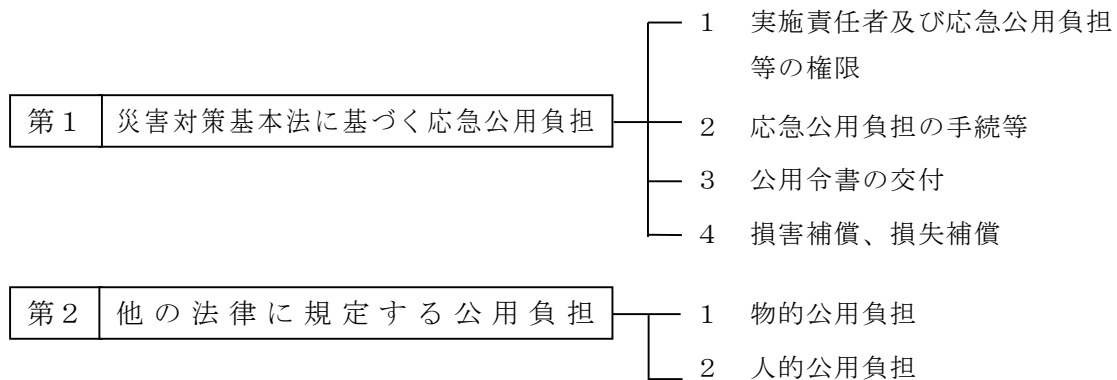 第1 災害対策基本法に基づく応急公用負担
1 実施責任者及び応急公用負担
等の権限
2 応急公用負担の手続等
3 公用令書の交付
4 損害補償、損失補償
第2 他の法律に規定する公用負担
1 物的公用負担
2 人的公用負担